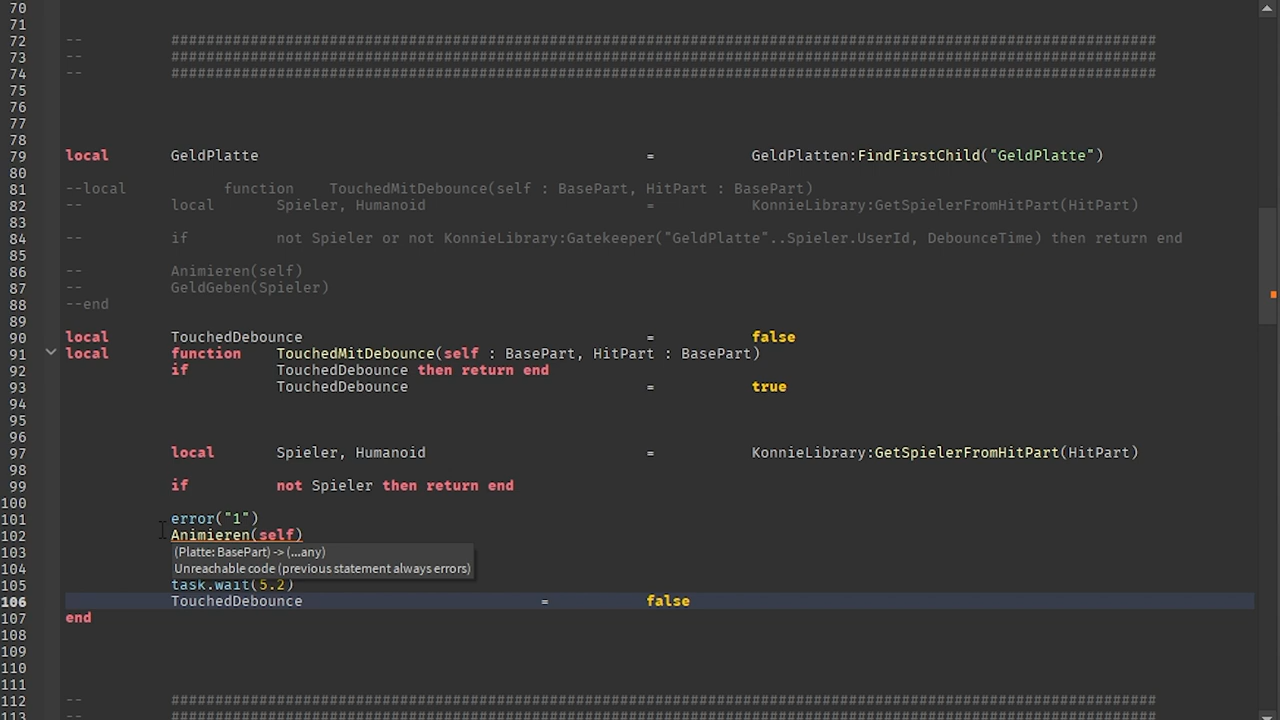 70
71
72 -- ################################################################################################################
73 -- ################################################################################################################
74 -- ################################################################################################################
75
76
77
78
79 local GeldPlatte = GeldPlatten:FindFirstChild("GeldPlatte")
80
81 --local function TouchedMitDebounce(self : BasePart, HitPart : BasePart)
82 -- local Spieler, Humanoid = KonnieLibrary:GetSpielerFromHitPart(HitPart)
83
84 -- if not Spieler or not KonnieLibrary:Gatekeeper("GeldPlatte"..Spieler.UserId, DebounceTime) then return end
85
86 -- Animieren(self)
87 -- GeldGeben(Spieler)
88 --end
89
90 local TouchedDebounce = false
91 local function TouchedMitDebounce(self : BasePart, HitPart : BasePart)
92 if TouchedDebounce then return end
93 TouchedDebounce = true
94
95
96
97 local Spieler, Humanoid = KonnieLibrary:GetSpielerFromHitPart(HitPart)
98
99 if not Spieler then return end
100
101 error("1")
102 Animieren(self)
103 (Platte: BasePart) -> (...any)
104 Unreachable code (previous statement always errors)
105 task.wait(5.2)
106 TouchedDebounce = false
107 end
108
109
110
111
112 -- ################################################################################################################
113 -- ################################################################################################################